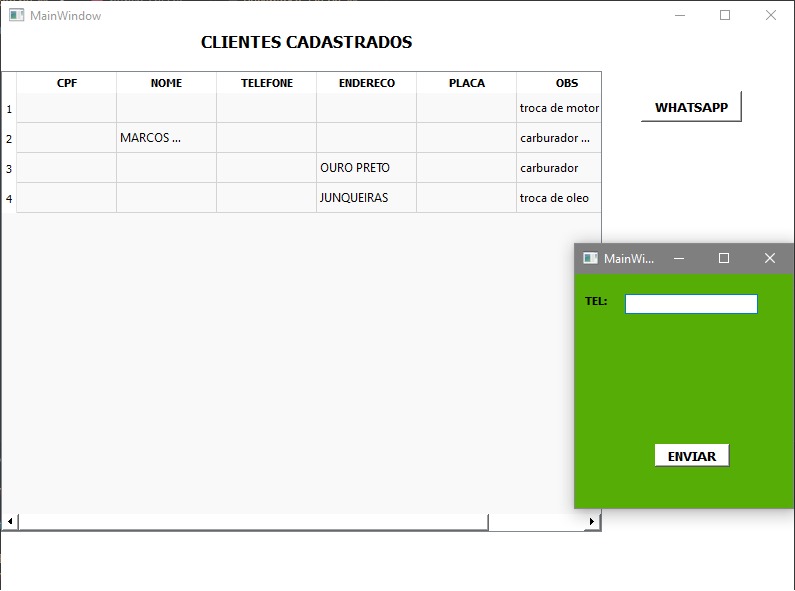 MainWindow
CLIENTES CADASTRADOS
CPF NOME TELEFONE ENDERECO PLACA OBS
1 troca de motor
2 MARCOS ... carburador ...
3 OURO PRETO carburador
4 JUNQUEIRAS troca de oleo
WHATSAPP
MainWi...
TEL:
ENVIAR